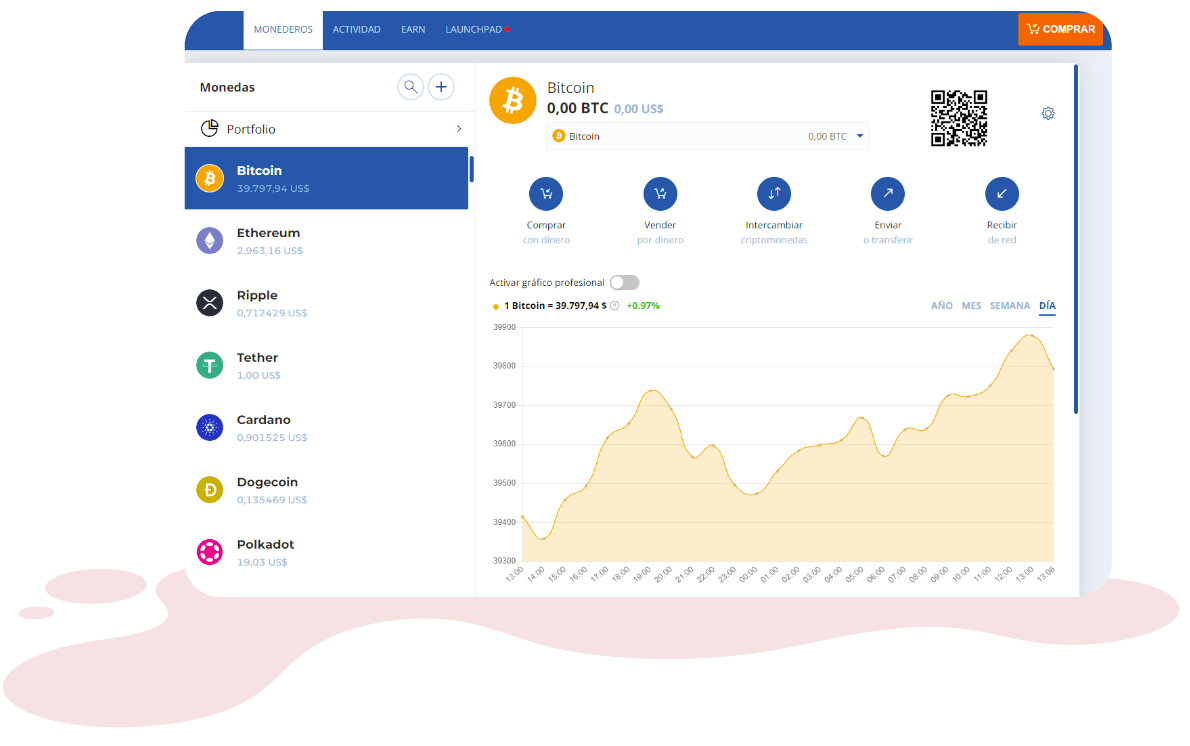 MONEDEROS
ACTIVIDAD
EARN
LAUNCHPAD
COMPRAR
Monedas
Portfolio
Bitcoin
39.797,94 US$
Ethereum
2.963,16 US$
Ripple
0,712429 US$
Tether
1,00 US$
Cardano
0,901525 US$
Dogecoin
0,135469 US$
Polkadot
19,03 US$
Bitcoin
0,00 BTC 0,00 US$
Bitcoin
0,00 BTC
Comprar
con dinero
Vender
por dinero
Intercambiar
criptomonedas
Enviar
o transferir
Recibir
de red
Activar gráfico profesional
1 Bitcoin = 39.797,94 $ ? +0.97%
AÑO MES SEMANA DÍA
39900
39800
39700
39600
39500
39400
39300
13:00 14:00 15:00 16:00 17:00 18:00 19:00 20:00 21:00 22:00 23:00 00:00 01:00 02:00 03:00 04:00 05:00 06:00 07:00 08:00 09:00 10:00 11:00 12:00 13:00 13:06